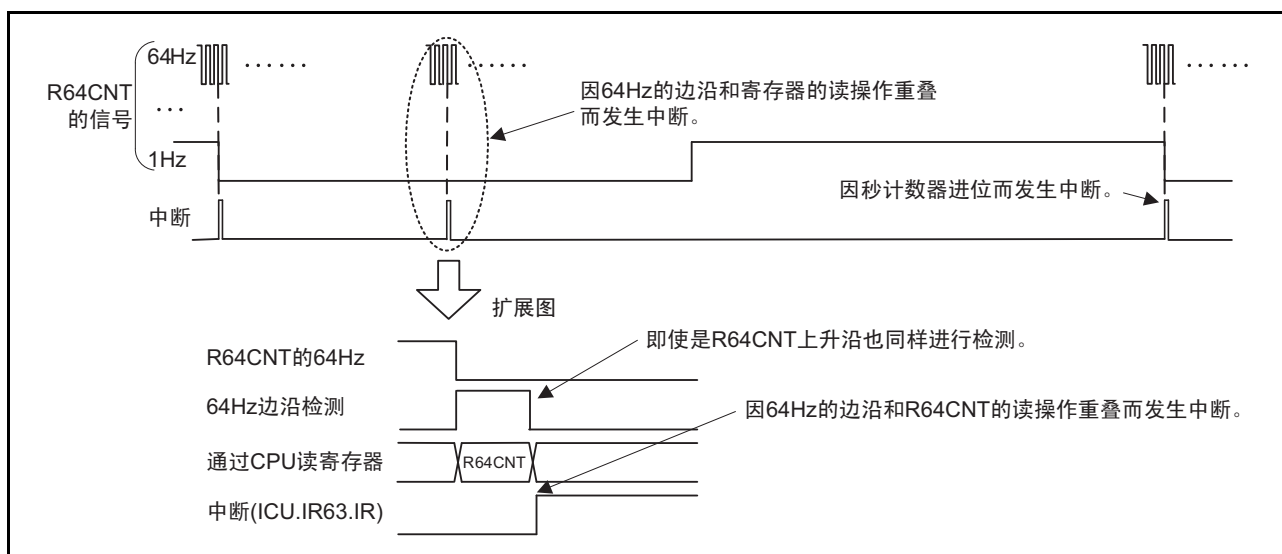 64Hz ...... ...... ......
R64CNT
的信号
...
1Hz
因64Hz的边沿和寄存器的读操作重叠
而发生中断。
因秒计数器进位而发生中断。
中断
扩展图
R64CNT的64Hz
即使是R64CNT上升沿也同样进行检测。
64Hz边沿检测
因64Hz的边沿和R64CNT的读操作重叠而发生中断。
通过CPU读寄存器
R64CNT
中断(ICU.IR63.IR)